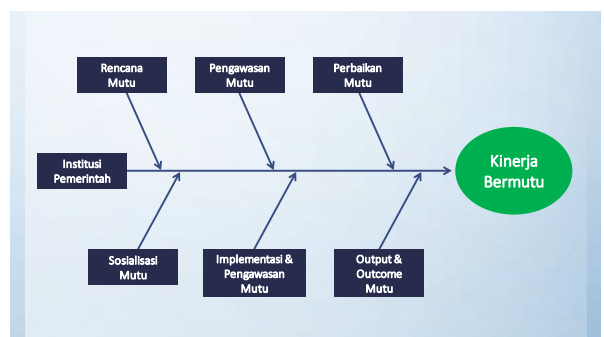 Rencana
Mutu
Pengawasan
Mutu
Perbaikan
Mutu
Institusi
Pemerintah
Kinerja
Bermutu
Sosialisasi
Mutu
Implementasi &
Pengawasan
Mutu
Output &
Outcome
Mutu